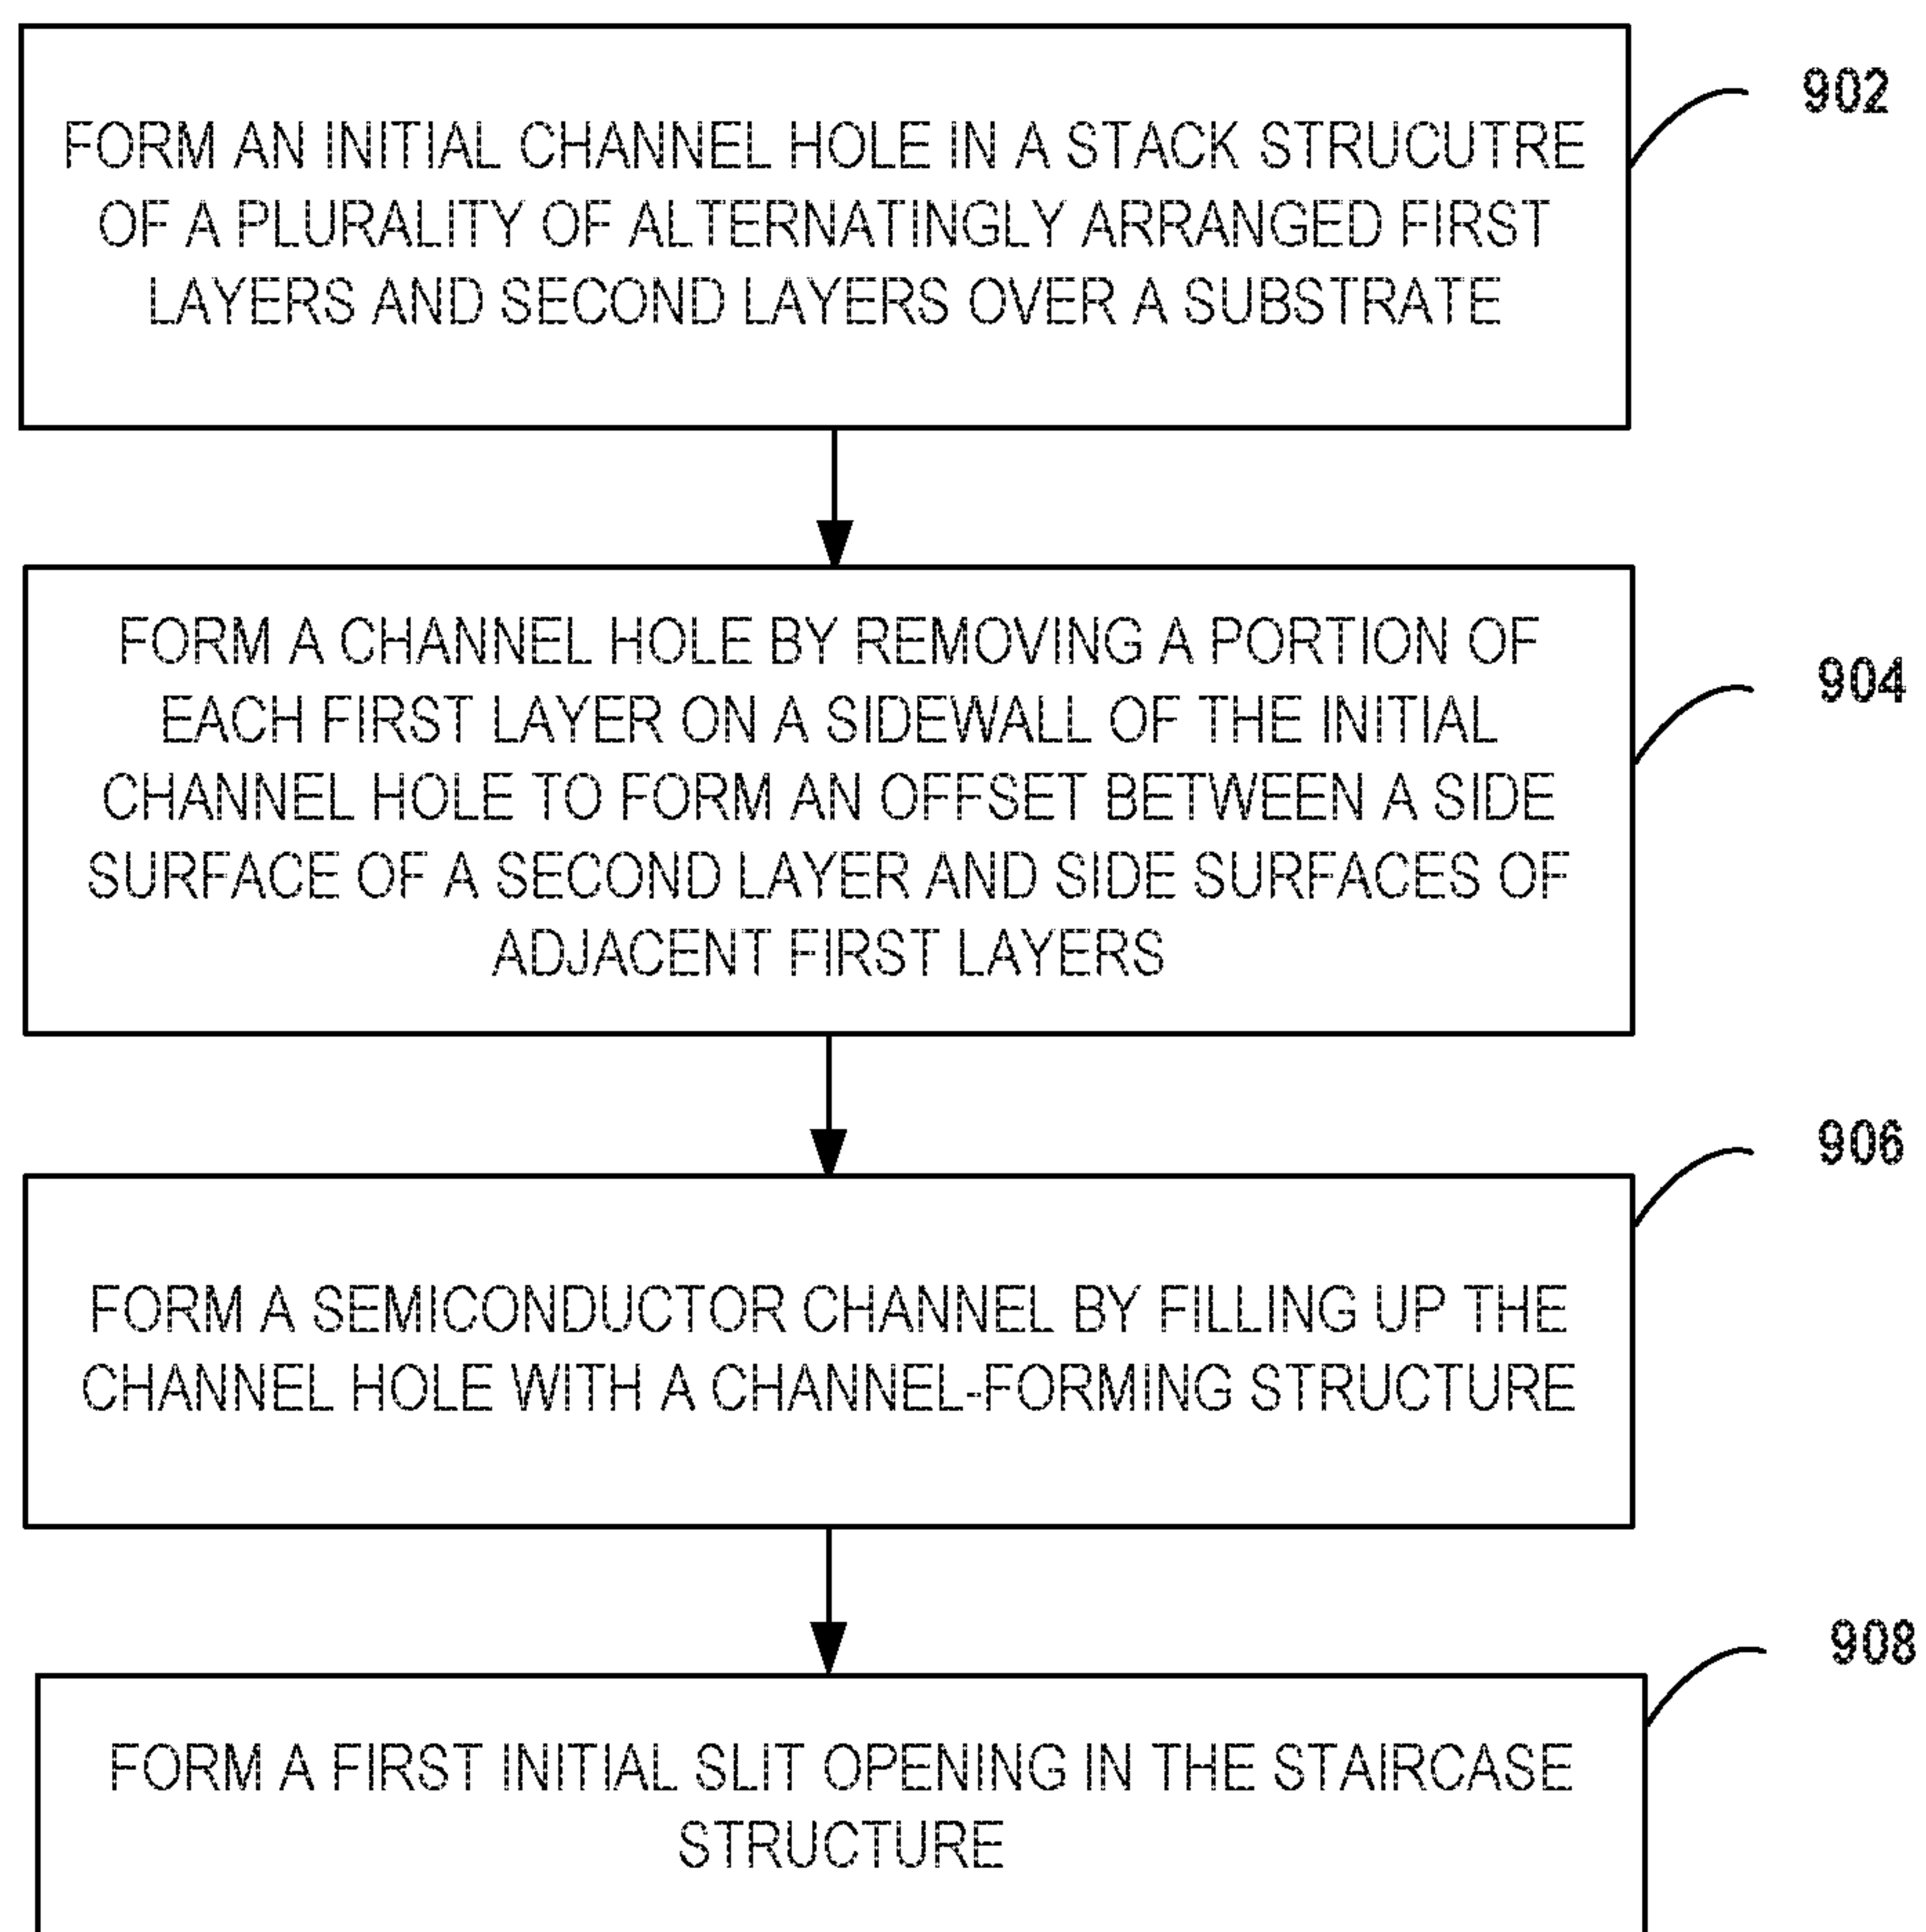 902
FORM AN INITIAL CHANNEL HOLE IN A STACK STRUCUTRE
OF A PLURALITY OF ALTERNATINGLY ARRANGED FIRST
LAYERS AND SECOND LAYERS OVER A SUBSTRATE
904
FORM A CHANNEL HOLE BY REMOVING A PORTION OF
EACH FIRST LAYER ON A SIDEWALL OF THE INITIAL
CHANNEL HOLE TO FORM AN OFFSET BETWEEN A SIDE
SURFACE OF A SECOND LAYER AND SIDE SURFACES OF
ADJACENT FIRST LAYERS
906
FORM A SEMICONDUCTOR CHANNEL BY FILLING UP THE
CHANNEL HOLE WITH A CHANNEL-FORMING STRUCTURE
908
FORM A FIRST INITIAL SLIT OPENING IN THE STAIRCASE
STRUCTURE